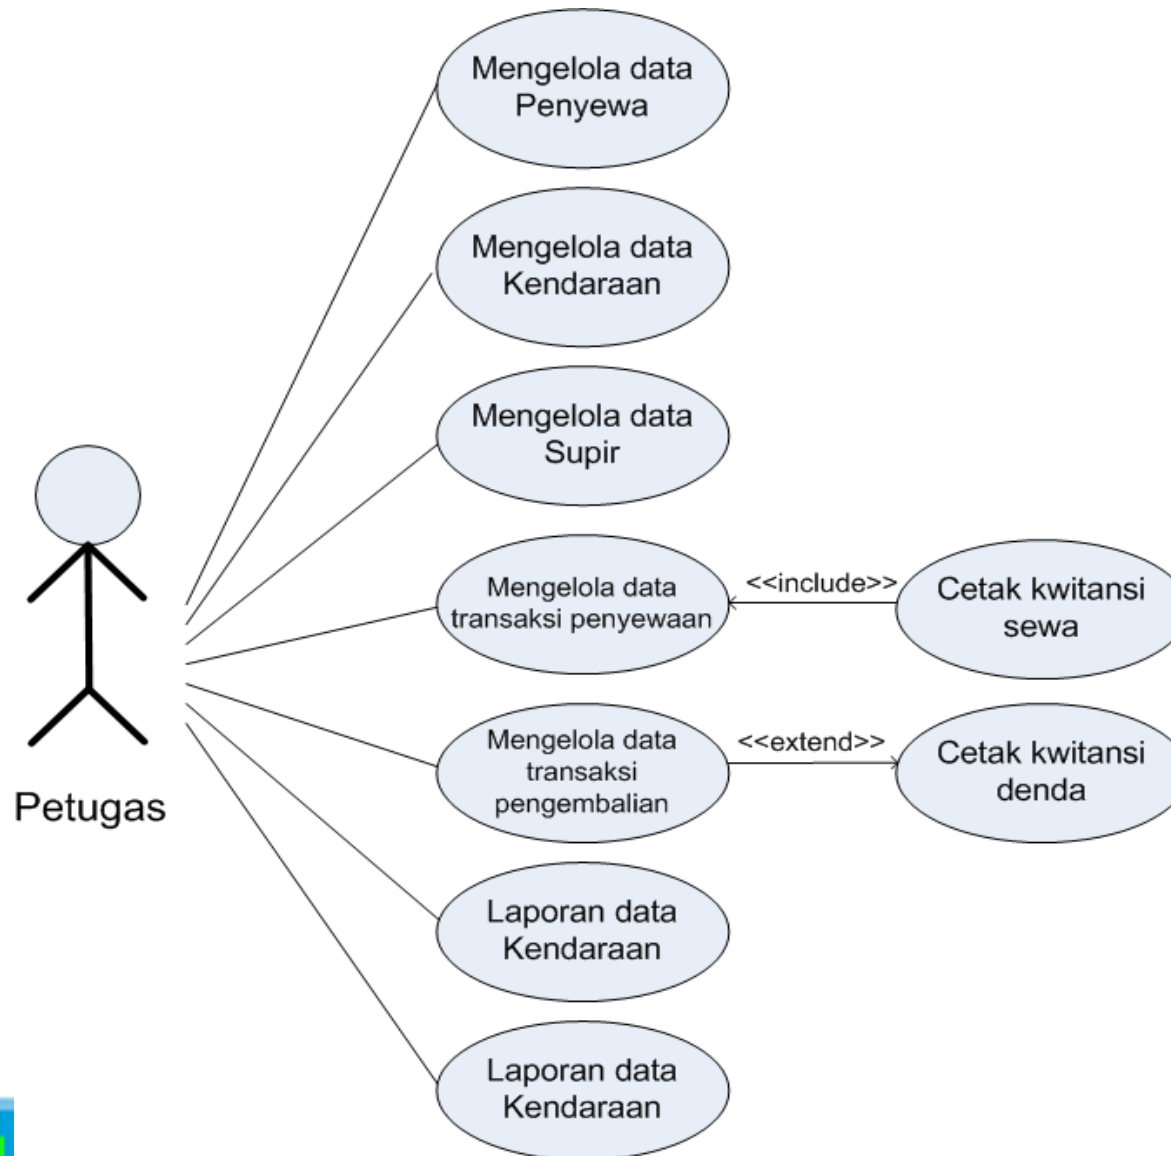 Mengelola data
Penyewa
Mengelola data
Kendaraan
Mengelola data
Supir
Mengelola data
transaksi penyewaan
<<include>>
Cetak kwitansi
sewa
Mengelola data
transaksi
pengembalian
<<extend>>
Cetak kwitansi
denda
Petugas
Laporan data
Kendaraan
Laporan data
Kendaraan